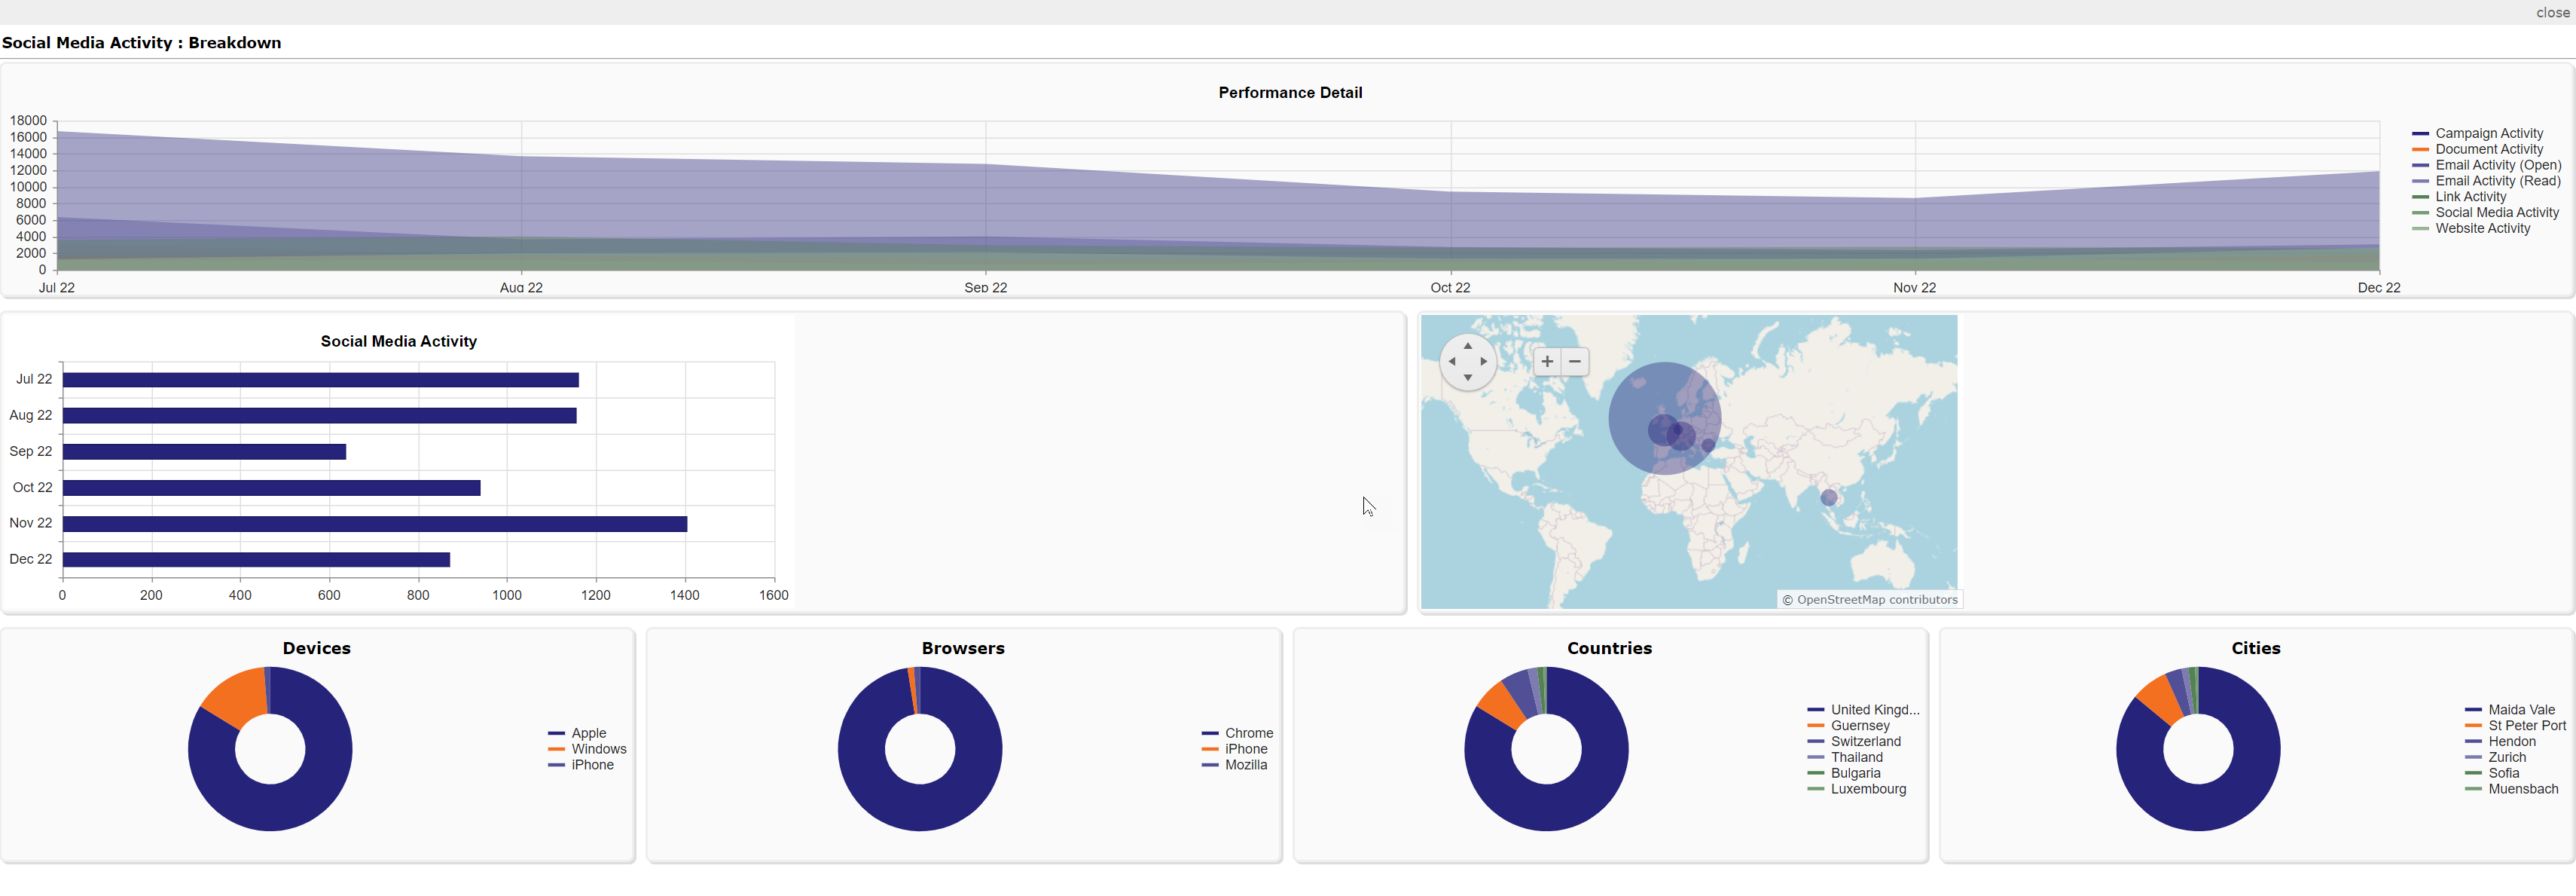 close
Social Media Activity : Breakdown
Performance Detail
18000
16000
14000
12000
10000
8000
6000
4000
2000
0
Jul 22
Aug 22
Sep 22
Oct 22
Nov 22
Dec 22
Campaign Activity
Document Activity
Email Activity (Open)
Email Activity (Read)
Link Activity
Social Media Activity
Website Activity
Social Media Activity
Jul 22
Aug 22
Sep 22
Oct 22
Nov 22
Dec 22
0 200 400 600 800 1000 1200 1400 1600
+ −
© OpenStreetMap contributors
Devices
Apple
Windows
iPhone
Browsers
Chrome
iPhone
Mozilla
Countries
United Kingd...
Guernsey
Switzerland
Thailand
Bulgaria
Luxembourg
Cities
Maida Vale
St Peter Port
Hendon
Zurich
Sofia
Muensbach